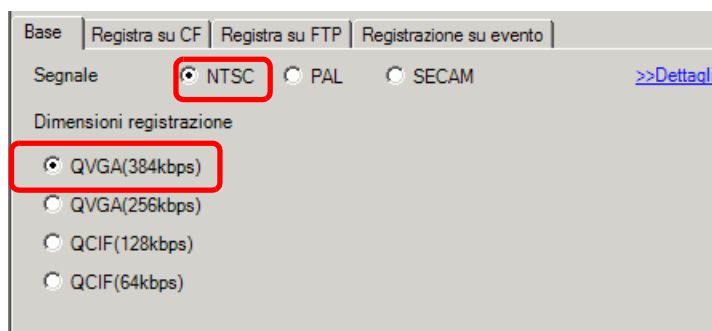 Base Registra su CF Registra su FTP Registrazione su evento
Segnale NTSC PAL SECAM >>Dettagl
Dimensioni registrazione
QVGA(384kbps)
QVGA(256kbps)
QCIF(128kbps)
QCIF(64kbps)